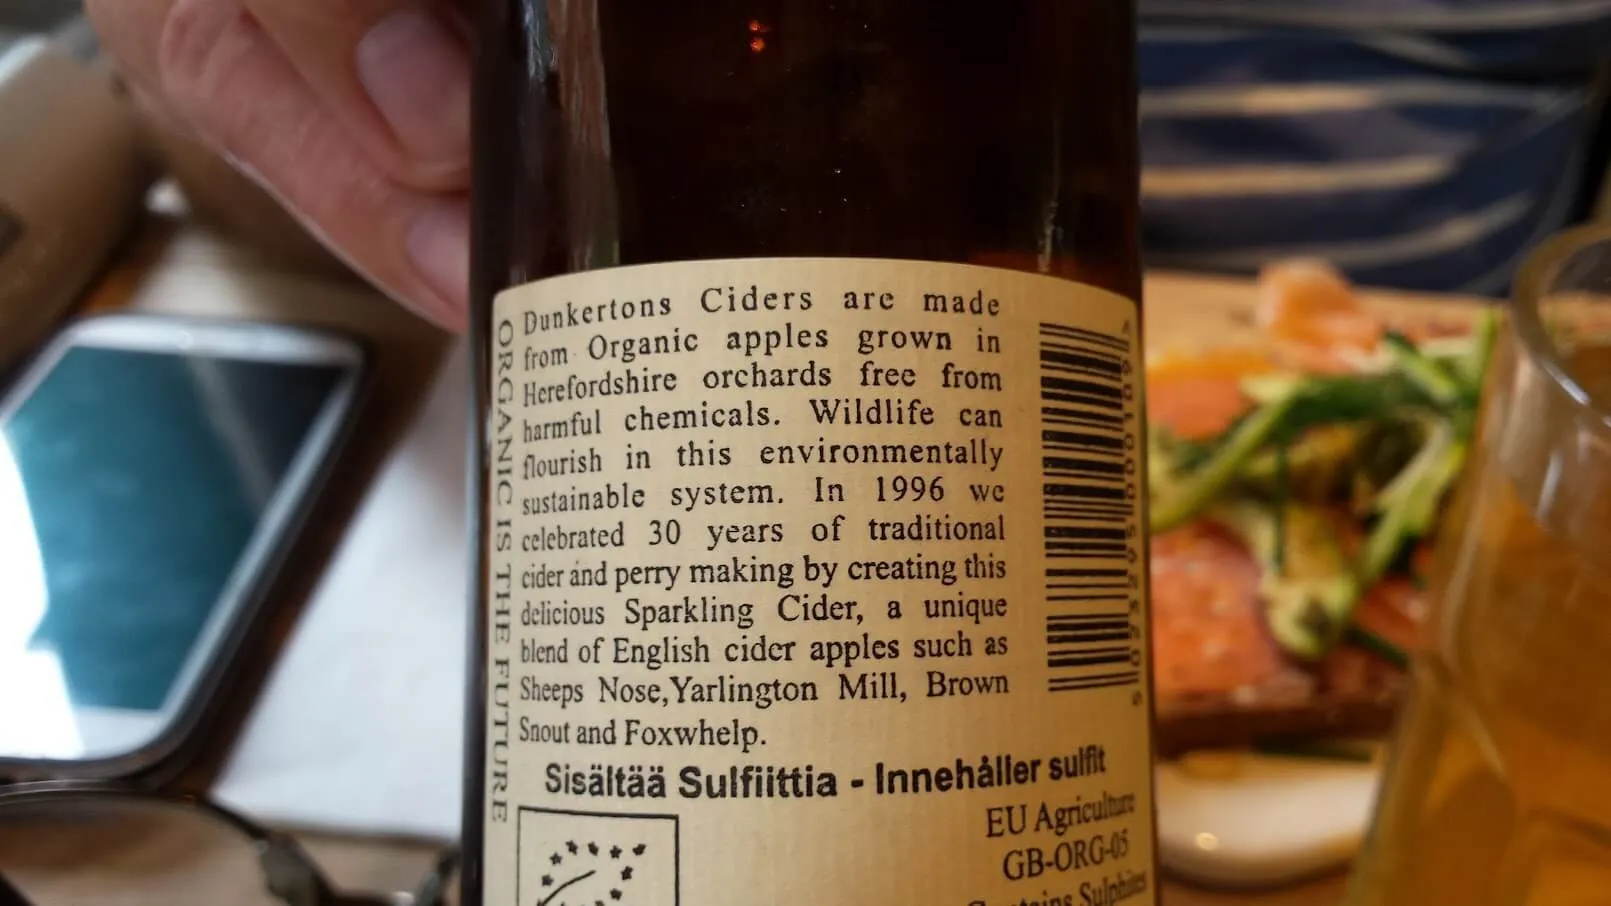 Dunkertons Ciders are made
from Organic apples grown in
Herefordshire orchards free from
harmful chemicals. Wildlife can
flourish in this environmentally
sustainable system. In 1996 we
celebrated 30 years of traditional
cider and perry making by creating this
delicious Sparkling Cider, a unique
blend of English cider apples such as
Sheeps Nose,Yarlington Mill, Brown
Snout and Foxwhelp.
Sisältää Sulfiittia - Innehåller sulfit
EU Agriculture
GB-ORG-05
Contains Sulphites
ORGANIC IS THE FUTURE